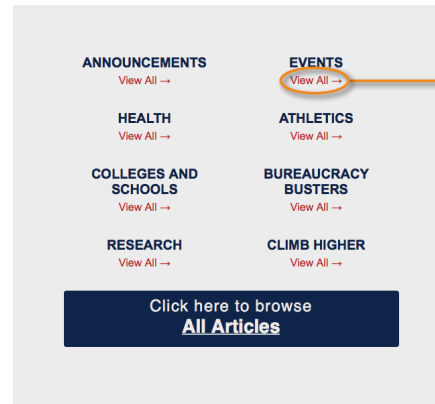 ANNOUNCEMENTS
View All →
EVENTS
View All →
HEALTH
View All →
ATHLETICS
View All →
COLLEGES AND
SCHOOLS
View All →
BUREAUCRACY
BUSTERS
View All →
RESEARCH
View All →
CLIMB HIGHER
View All →
Click here to browse
All Articles